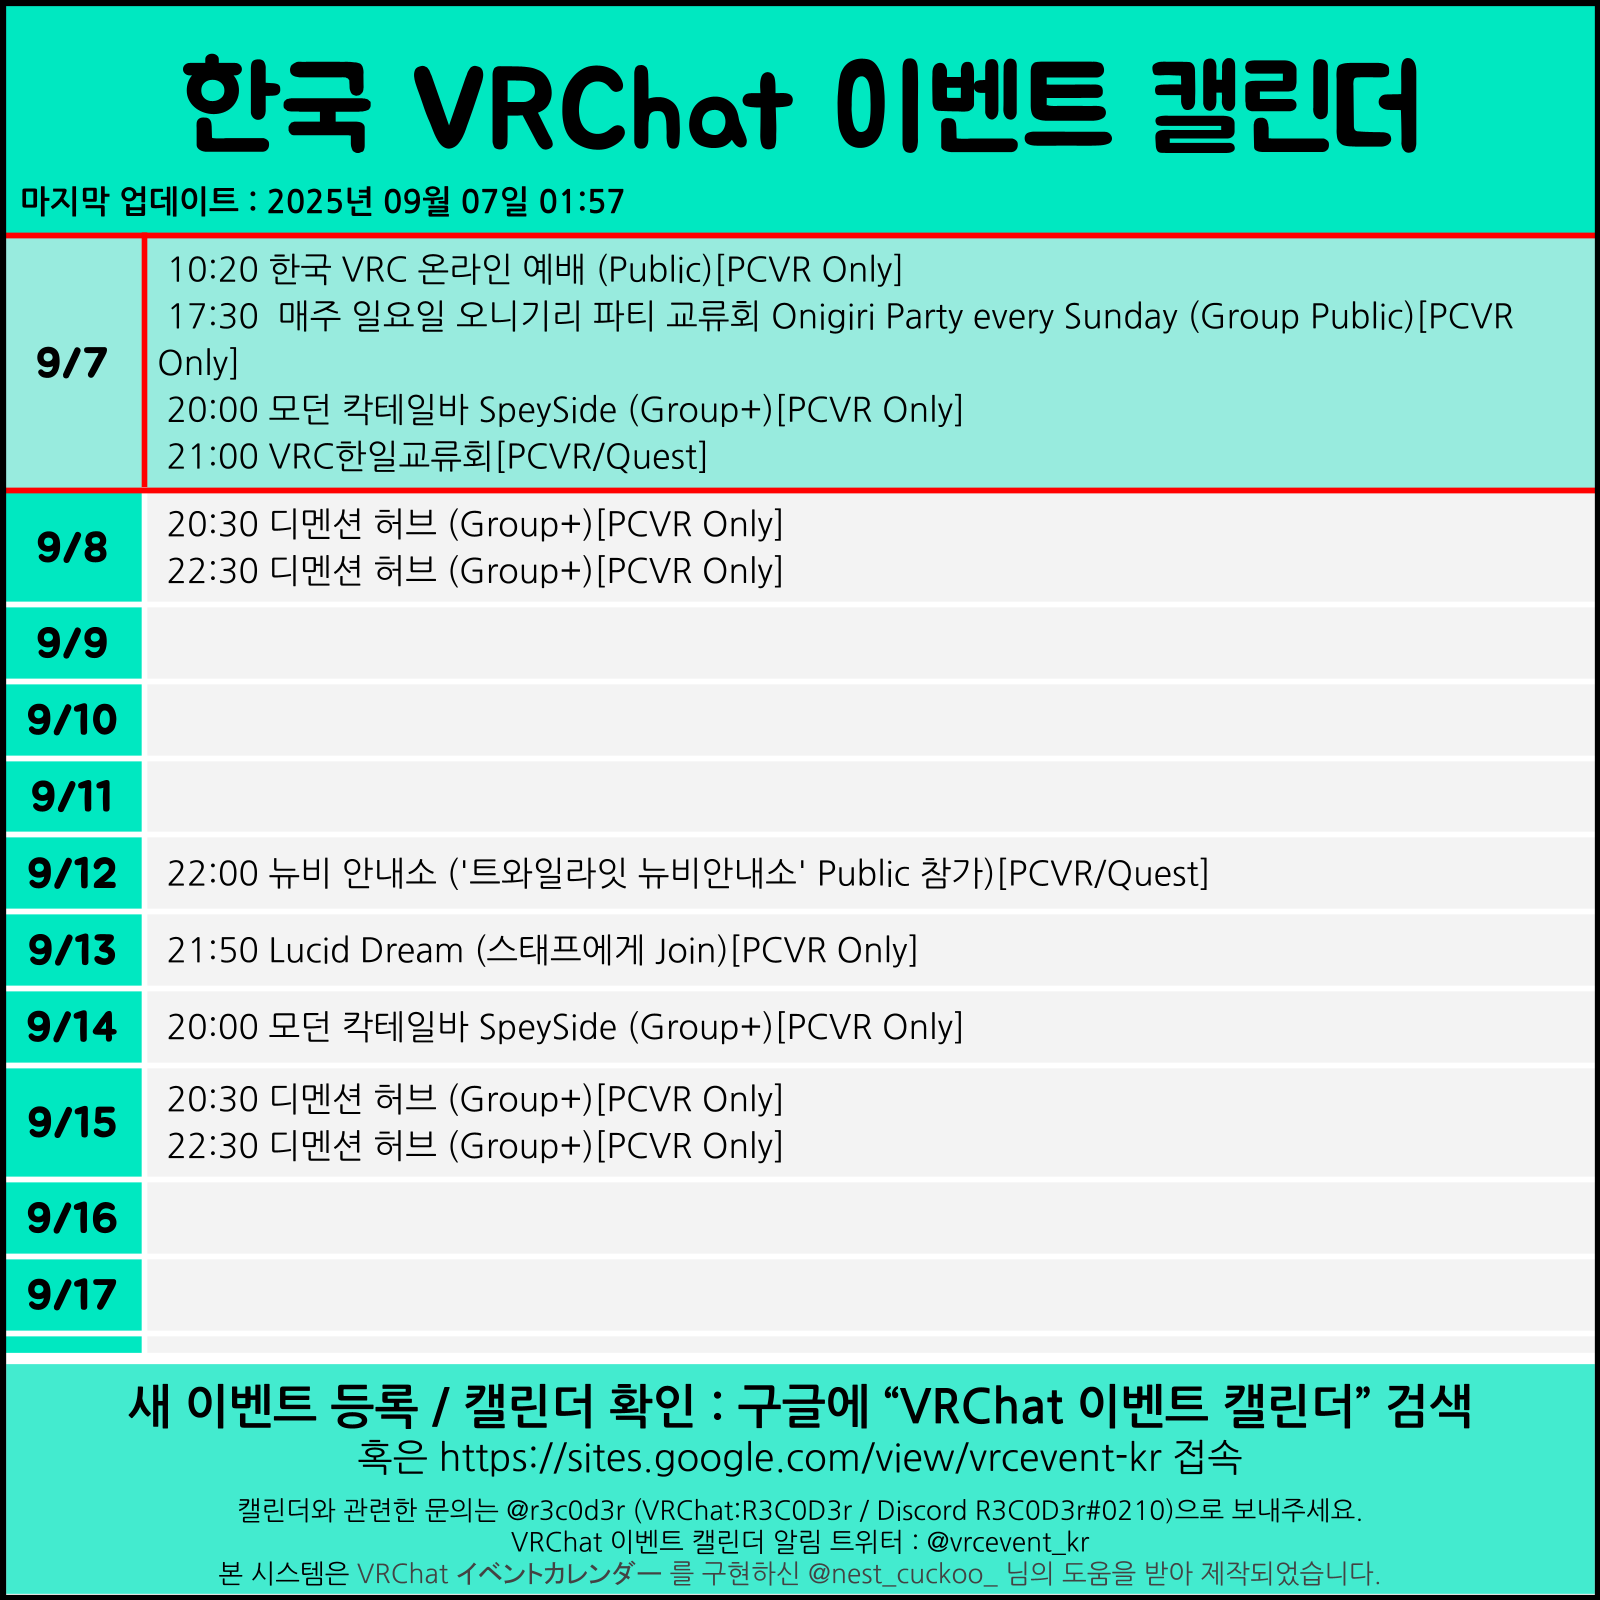 한국 VRChat 이벤트 캘린더
마지막 업데이트 : 2025년 09월 07일 01:57
9/7
10:20 한국 VRC 온라인 예배 (Public)[PCVR Only]
17:30  매주 일요일 오니기리 파티 교류회 Onigiri Party every Sunday (Group Public)[PCVR
Only]
20:00 모던 칵테일바 SpeySide (Group+)[PCVR Only]
21:00 VRC한일교류회[PCVR/Quest]
9/8
20:30 디멘션 허브 (Group+)[PCVR Only]
22:30 디멘션 허브 (Group+)[PCVR Only]
9/9
9/10
9/11
9/12
22:00 뉴비 안내소 ('트와일라잇 뉴비안내소' Public 참가)[PCVR/Quest]
9/13
21:50 Lucid Dream (스태프에게 Join)[PCVR Only]
9/14
20:00 모던 칵테일바 SpeySide (Group+)[PCVR Only]
9/15
20:30 디멘션 허브 (Group+)[PCVR Only]
22:30 디멘션 허브 (Group+)[PCVR Only]
9/16
9/17
새 이벤트 등록 / 캘린더 확인 : 구글에 “VRChat 이벤트 캘린더” 검색
혹은 https://sites.google.com/view/vrcevent-kr 접속
캘린더와 관련한 문의는 @r3c0d3r (VRChat:R3C0D3r / Discord R3C0D3r#0210)으로 보내주세요.
VRChat 이벤트 캘린더 알림 트위터 : @vrcevent_kr
본 시스템은 VRChat イベントカレンダー 를 구현하신 @nest_cuckoo_ 님의 도움을 받아 제작되었습니다.